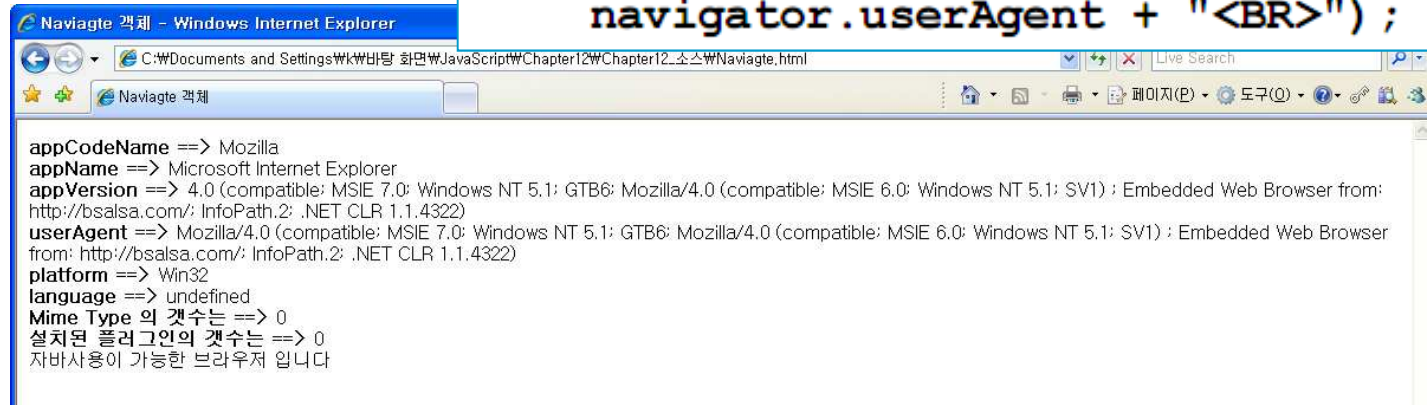 navigator.userAgent + "<BR>");
Naviagte 객체 - Windows Internet Explorer
C:₩Documents and Settings₩k₩바탕 화면₩JavaScript₩Chapter12₩Chapter12_소스₩Naviagte.html
Live Search
Naviagte 객체
페이지(P)
도구(O)
appCodeName ==> Mozilla
appName ==> Microsoft Internet Explorer
appVersion ==> 4.0 (compatible; MSIE 7.0; Windows NT 5.1; GTB6; Mozilla/4.0 (compatible; MSIE 6.0; Windows NT 5.1; SV1) ; Embedded Web Browser from:
http://bsalsa.com/; InfoPath.2; .NET CLR 1.1.4322)
userAgent ==> Mozilla/4.0 (compatible; MSIE 7.0; Windows NT 5.1; GTB6; Mozilla/4.0 (compatible; MSIE 6.0; Windows NT 5.1; SV1) ; Embedded Web Browser
from: http://bsalsa.com/; InfoPath.2; .NET CLR 1.1.4322)
platform ==> Win32
language ==> undefined
Mime Type 의 갯수는 ==> 0
설치된 플러그인의 갯수는 ==> 0
자바사용이 가능한 브라우저 입니다